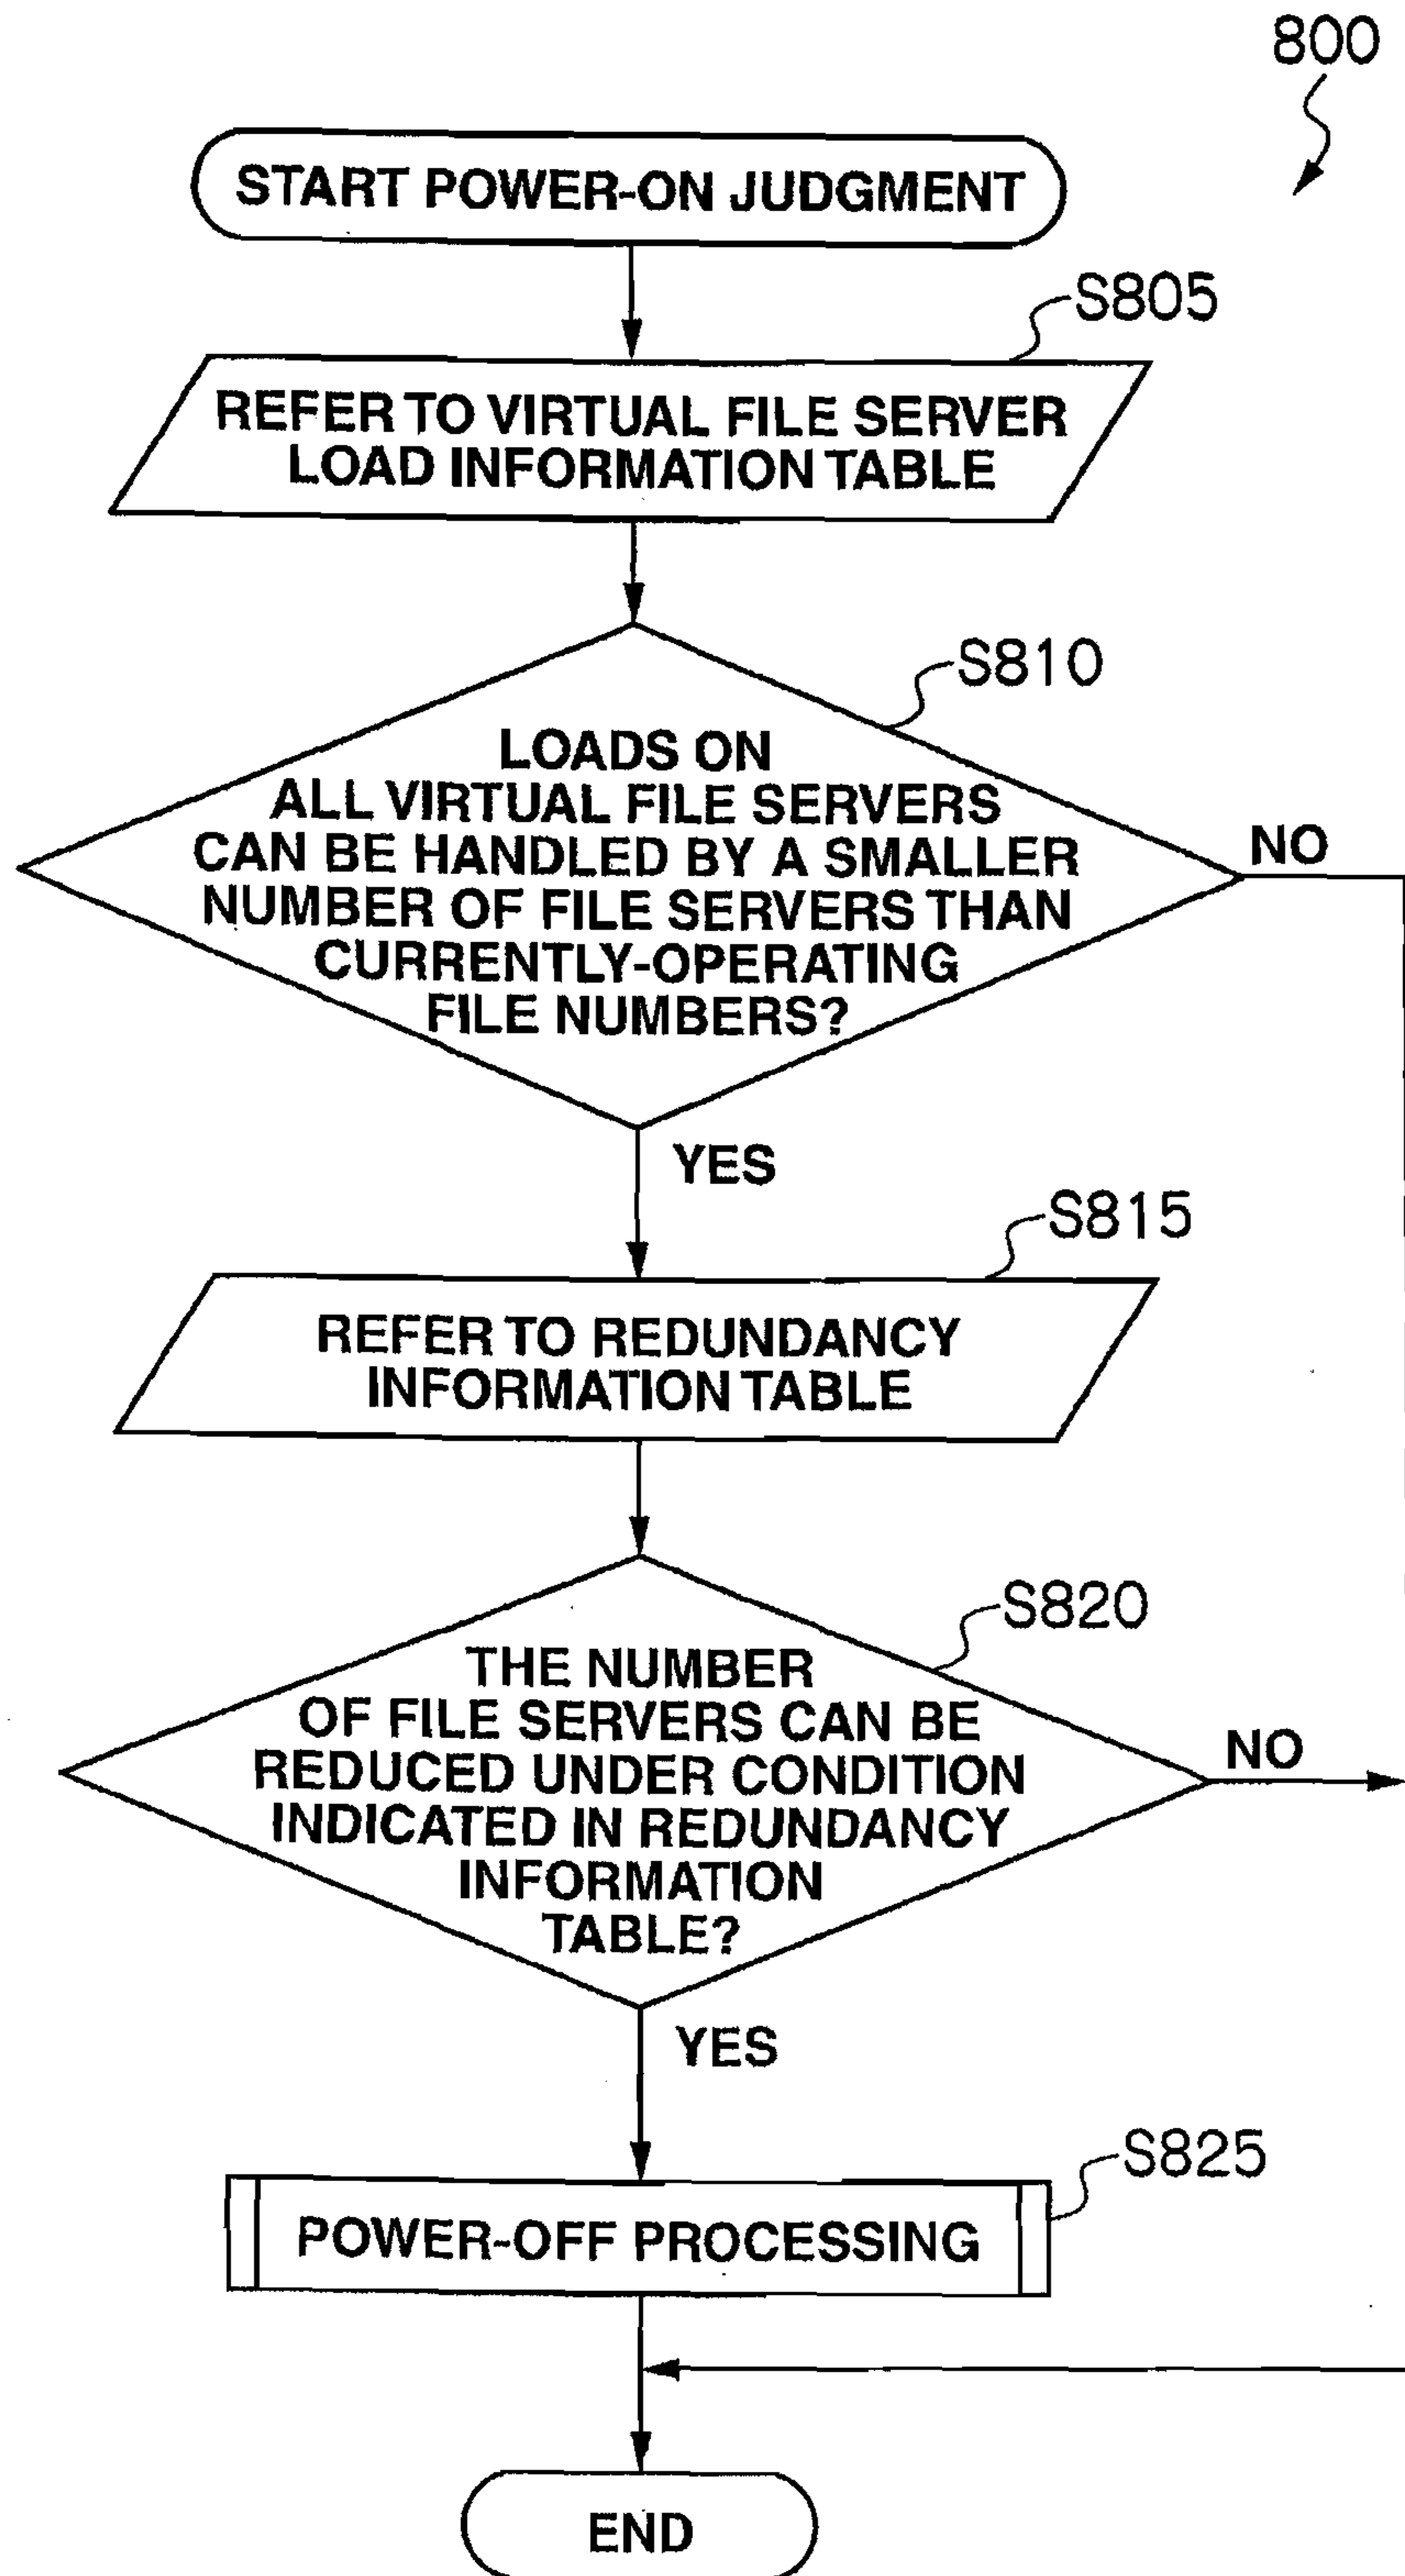 800
START POWER-ON JUDGMENT
S805
REFER TO VIRTUAL FILE SERVER
LOAD INFORMATION TABLE
S810
LOADS ON
ALL VIRTUAL FILE SERVERS
CAN BE HANDLED BY A SMALLER
NUMBER OF FILE SERVERS THAN
CURRENTLY-OPERATING
FILE NUMBERS?
NO
YES
S815
REFER TO REDUNDANCY
INFORMATION TABLE
S820
THE NUMBER
OF FILE SERVERS CAN BE
REDUCED UNDER CONDITION
INDICATED IN REDUNDANCY
INFORMATION
TABLE?
NO
YES
S825
POWER-OFF PROCESSING
END